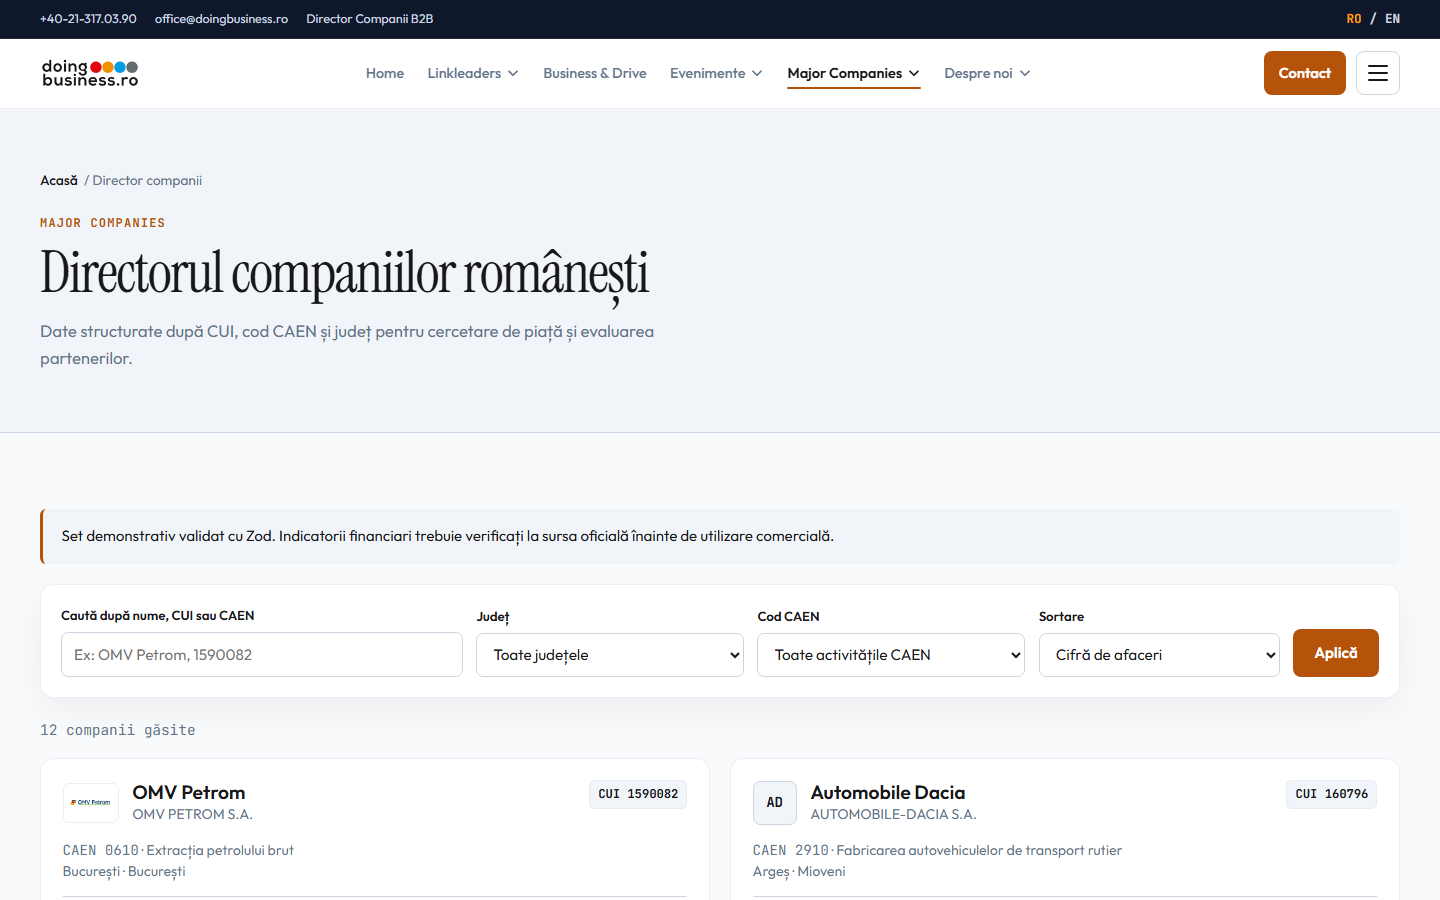 +40-21-317.03.90 office@doingbusiness.ro Director Companii B2B RO / EN
doing
business.ro
Home Linkleaders Business & Drive Evenimente Major Companies Despre noi Contact
Acasă / Director companii
MAJOR COMPANIES
Directorul companiilor românești
Date structurate după CUI, cod CAEN și județ pentru cercetare de piață și evaluarea
partenerilor.
Set demonstrativ validat cu Zod. Indicatorii financiari trebuie verificați la sursa oficială înainte de utilizare comercială.
Caută după nume, CUI sau CAEN Județ Cod CAEN Sortare
Ex: OMV Petrom, 1590082 Toate județele Toate activitățile CAEN Cifră de afaceri Aplică
12 companii găsite
OMV Petrom
OMV Petrom CUI 1590082
OMV PETROM S.A.
CAEN 0610 · Extracția petrolului brut
București · București
AD Automobile Dacia CUI 160796
AUTOMOBILE-DACIA S.A.
CAEN 2910 · Fabricarea autovehiculelor de transport rutier
Argeș · Mioveni